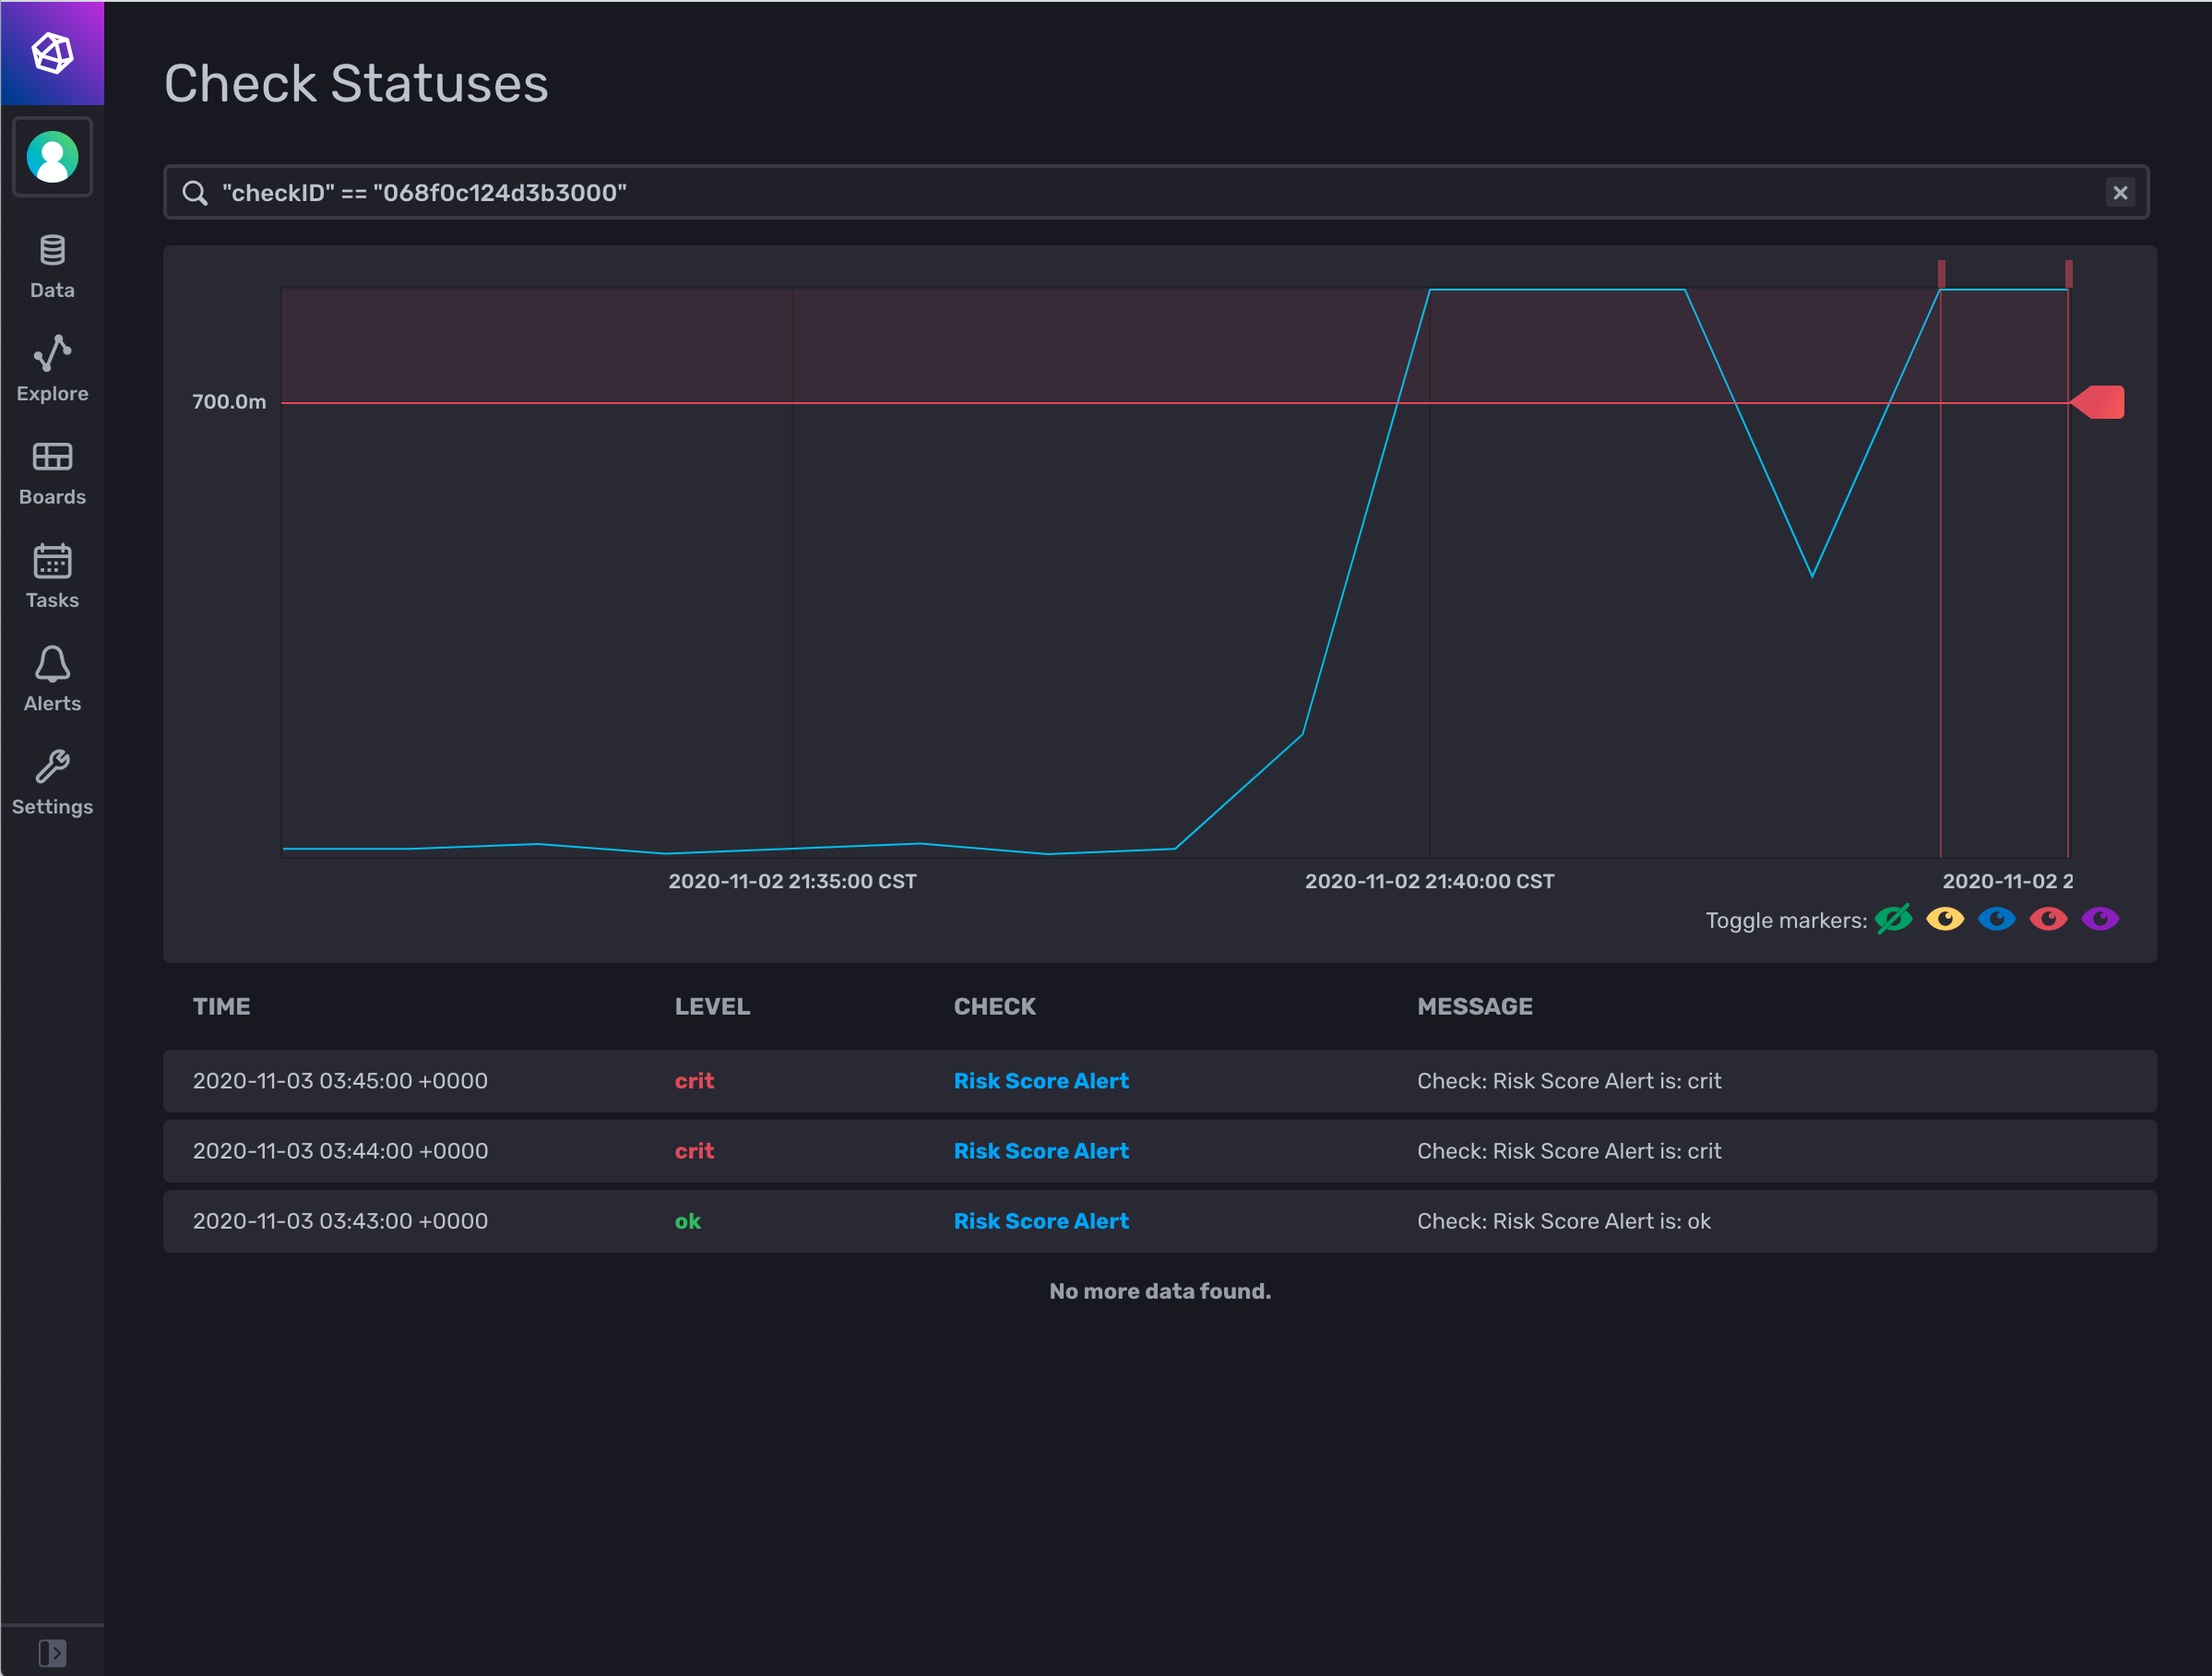 Check Statuses
"checkID" == "068f0c124d3b3000"
Data
Explore
Boards
Tasks
Alerts
Settings
700.0m
2020-11-02 21:35:00 CST
2020-11-02 21:40:00 CST
2020-11-02 2
Toggle markers:
TIME LEVEL CHECK MESSAGE
2020-11-03 03:45:00 +0000 crit Risk Score Alert Check: Risk Score Alert is: crit
2020-11-03 03:44:00 +0000 crit Risk Score Alert Check: Risk Score Alert is: crit
2020-11-03 03:43:00 +0000 ok Risk Score Alert Check: Risk Score Alert is: ok
No more data found.